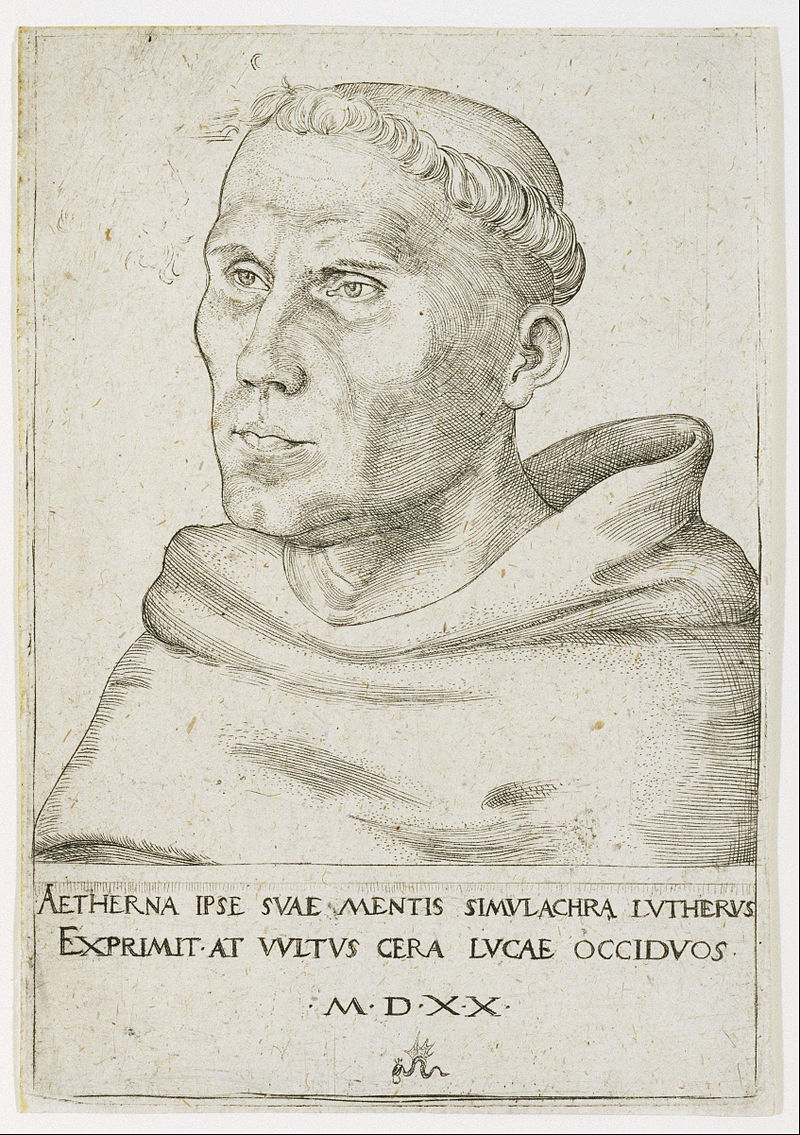 AETHERNA IPSE SVAE MENTIS SIMVLACHRA LVTHERVS
EXPRIMIT·AT VVLTVS CERA LVCAE OCCIDVOS·
·M·D·X·X·